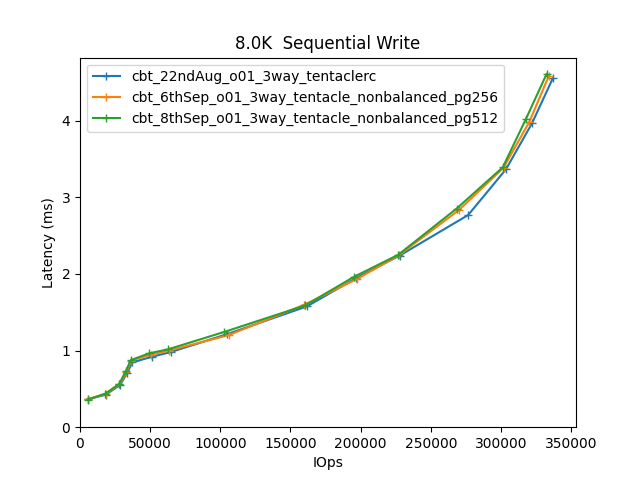 8.0K  Sequential Write
cbt_22ndAug_o01_3way_tentaclerc
cbt_6thSep_o01_3way_tentacle_nonbalanced_pg256
cbt_8thSep_o01_3way_tentacle_nonbalanced_pg512
Latency (ms)
4
3
2
1
0
0 50000 100000 150000 200000 250000 300000 350000
IOps